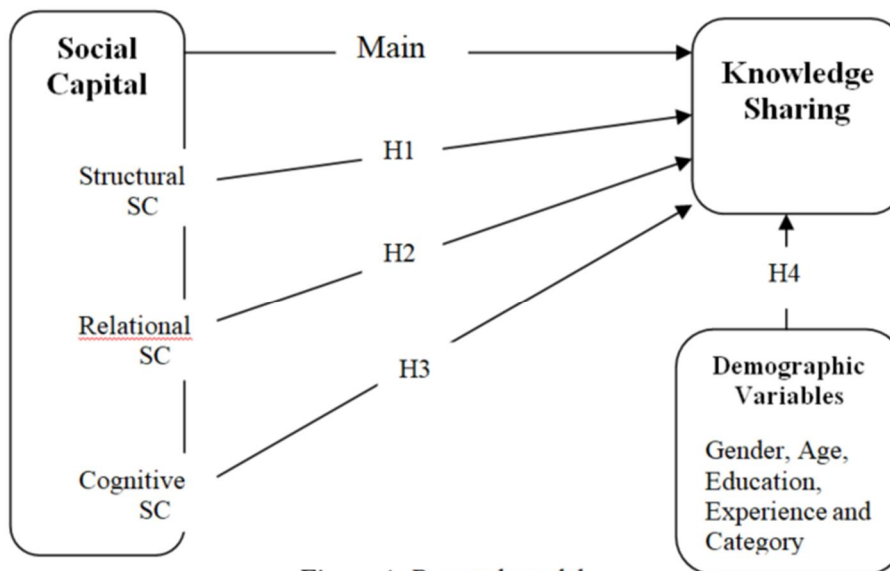 Social
Capital
Main
Knowledge
Sharing
H1
Structural
SC
H2
H4
Relational
SC
H3
Demographic
Variables
Gender, Age,
Education,
Experience and
Category
Cognitive
SC